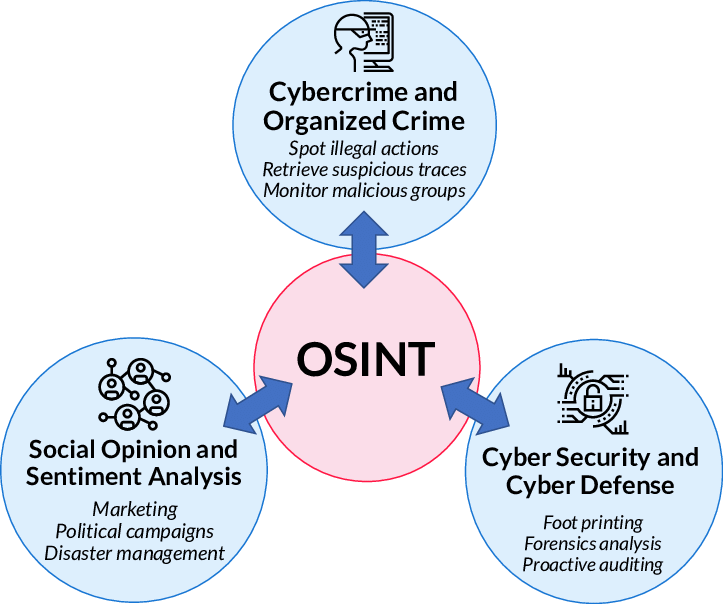 Cybercrime and
Organized Crime
Spot illegal actions
Retrieve suspicious traces
Monitor malicious groups
OSINT
Social Opinion and
Sentiment Analysis
Marketing
Political campaigns
Disaster management
Cyber Security and
Cyber Defense
Foot printing
Forensics analysis
Proactive auditing